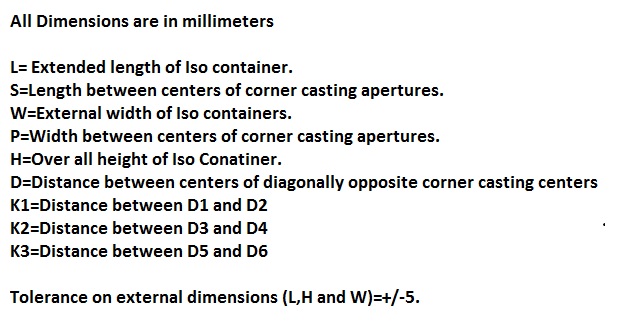 All Dimensions are in millimeters
L= Extended length of Iso container.
S=Length between centers of corner casting apertures.
W=External width of Iso containers.
P=Width between centers of corner casting apertures.
H=Over all height of Iso Conatiner.
D=Distance between centers of diagonally opposite corner casting centers
K1=Distance between D1 and D2
K2=Distance between D3 and D4
K3=Distance between D5 and D6
Tolerance on external dimensions (L,H and W)=+/-5.